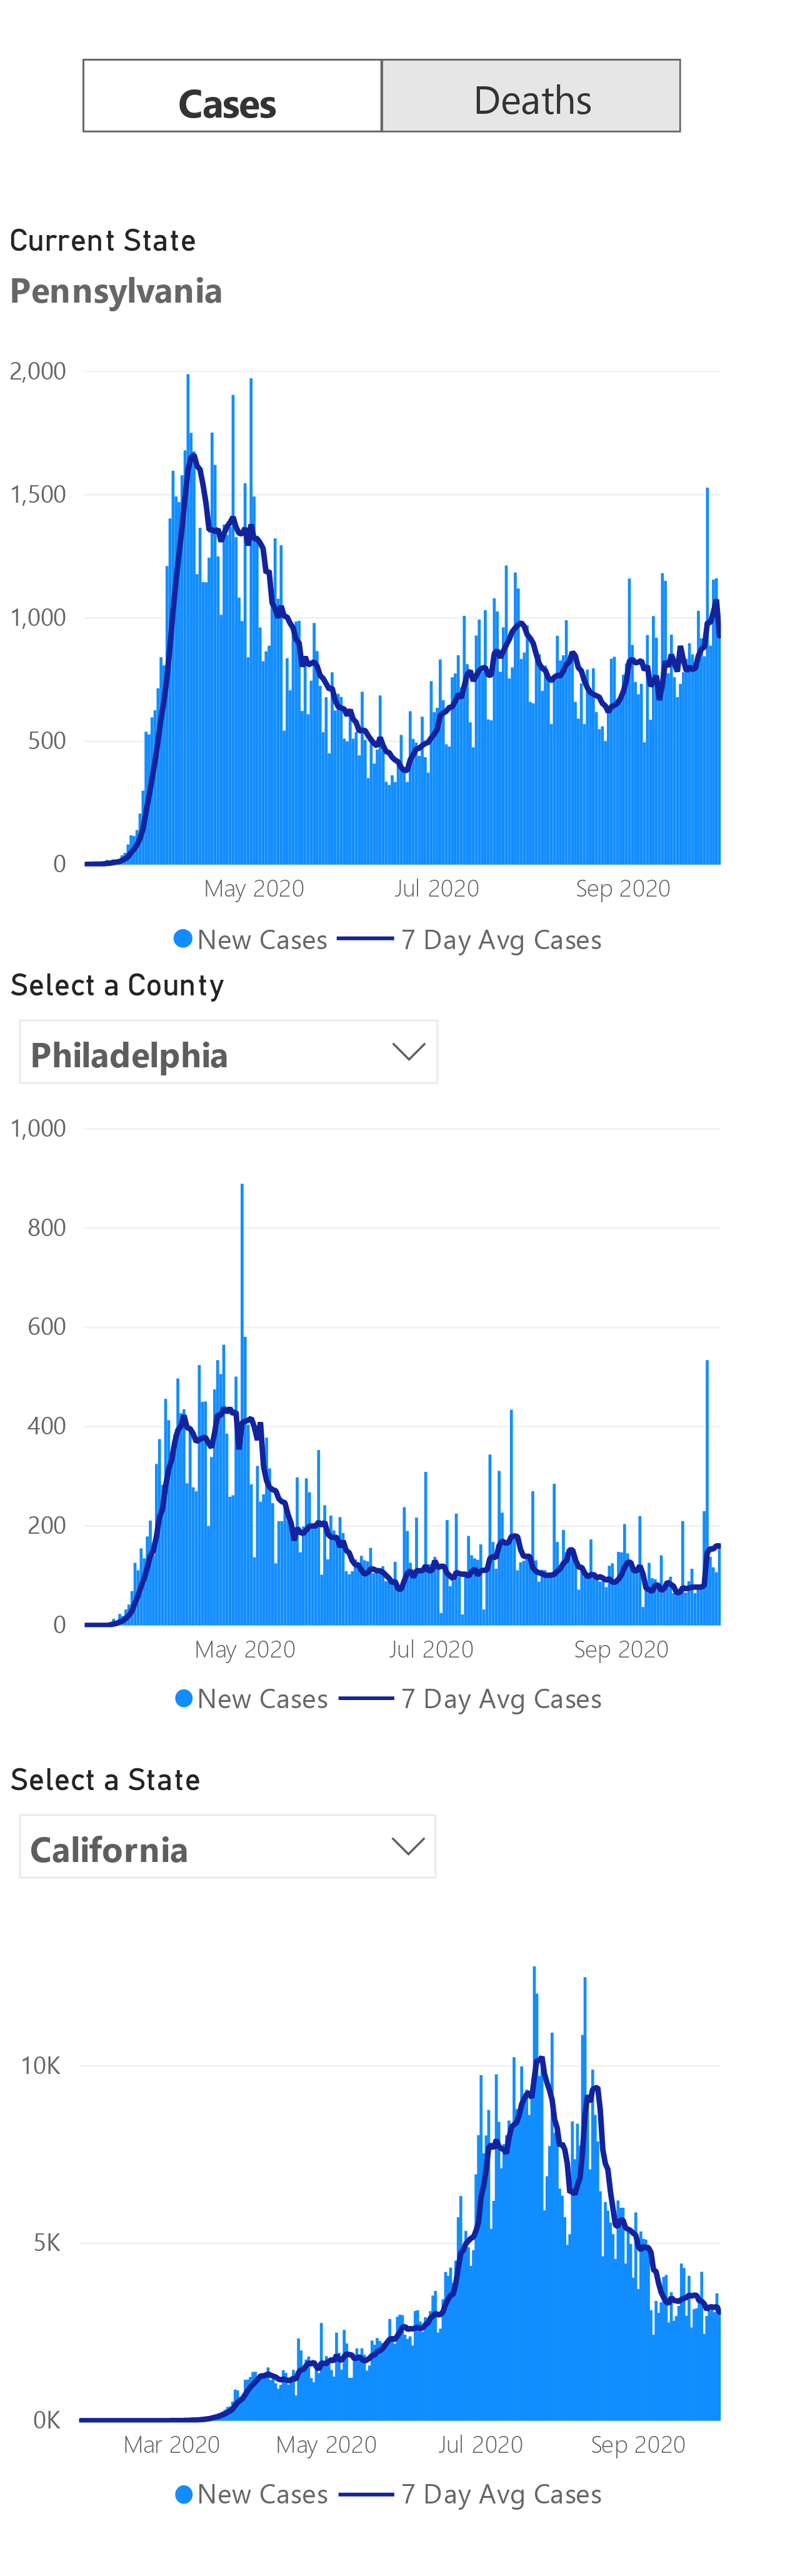 Cases Deaths
Current State
Pennsylvania
2,000
1,500
1,000
500
0
May 2020 Jul 2020 Sep 2020
New Cases 7 Day Avg Cases
Select a County
Philadelphia
1,000
800
600
400
200
0
May 2020 Jul 2020 Sep 2020
New Cases 7 Day Avg Cases
Select a State
California
10K
5K
0K
Mar 2020 May 2020 Jul 2020 Sep 2020
New Cases 7 Day Avg Cases